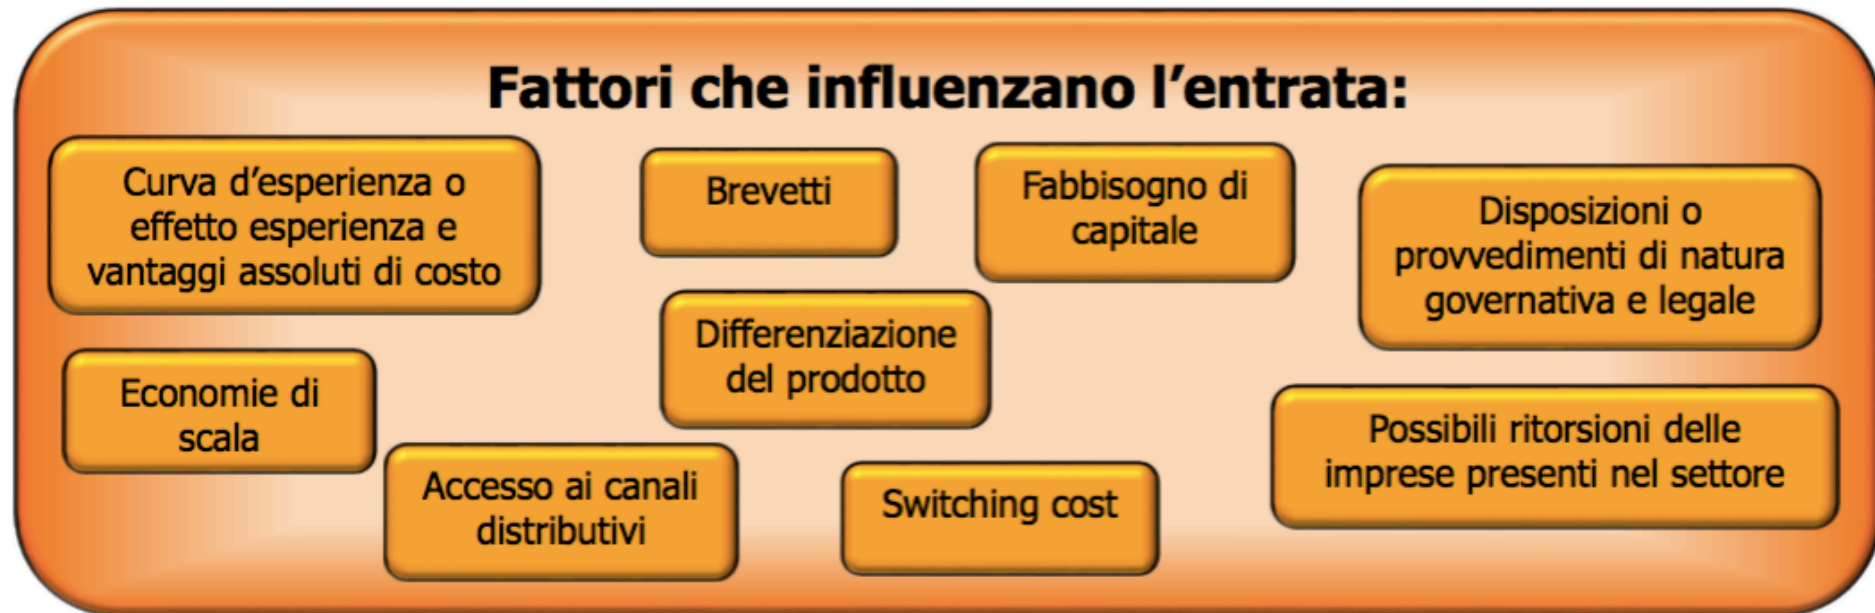 Fattori che influenzano l'entrata:
Curva d'esperienza o
effetto esperienza e
vantaggi assoluti di costo
Brevetti
Fabbisogno di
capitale
Disposizioni o
provvedimenti di natura
governativa e legale
Differenziazione
del prodotto
Economie di
scala
Possibili ritorsioni delle
imprese presenti nel settore
Accesso ai canali
distributivi
Switching cost